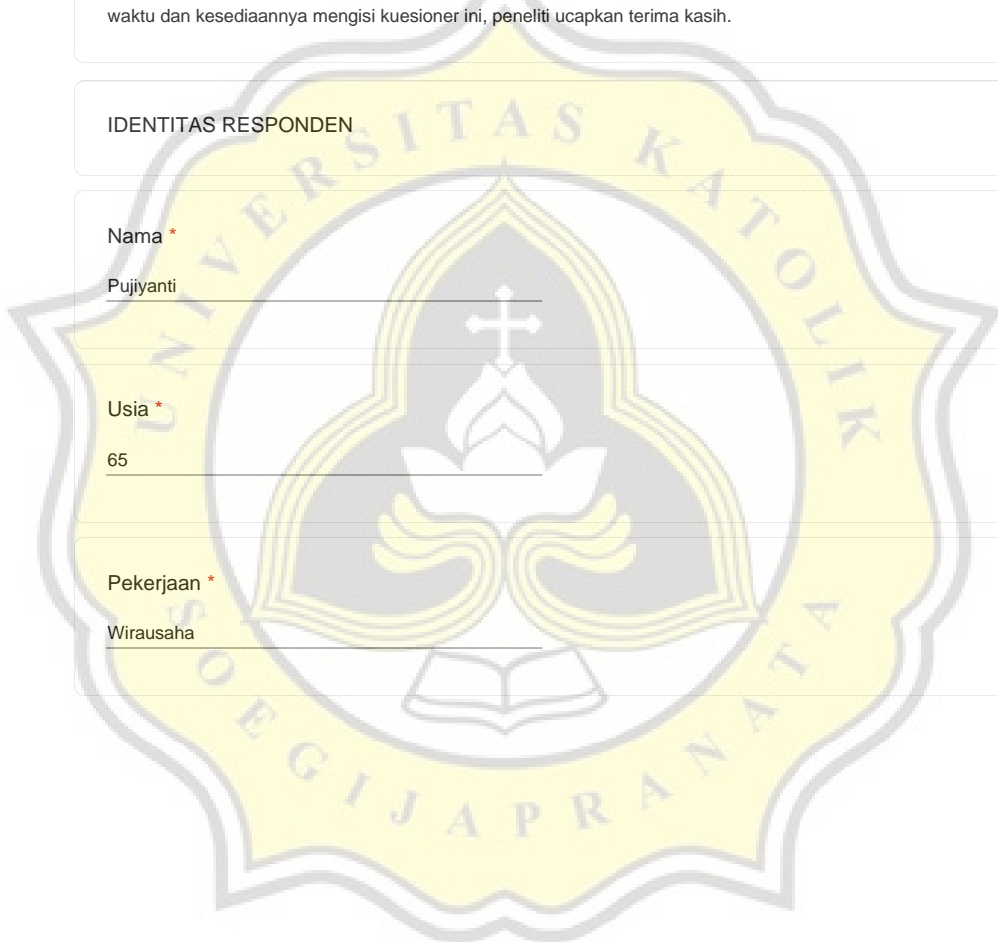 waktu dan kesediaannya mengisi kuesioner ini, peneliti ucapkan terima kasih.
IDENTITAS RESPONDEN
UNIVERSITAS KATOLIK
Nama *
Pujiyanti
Usia *
65
Pekerjaan *
Wirausaha
SOEGIJAPRANATA